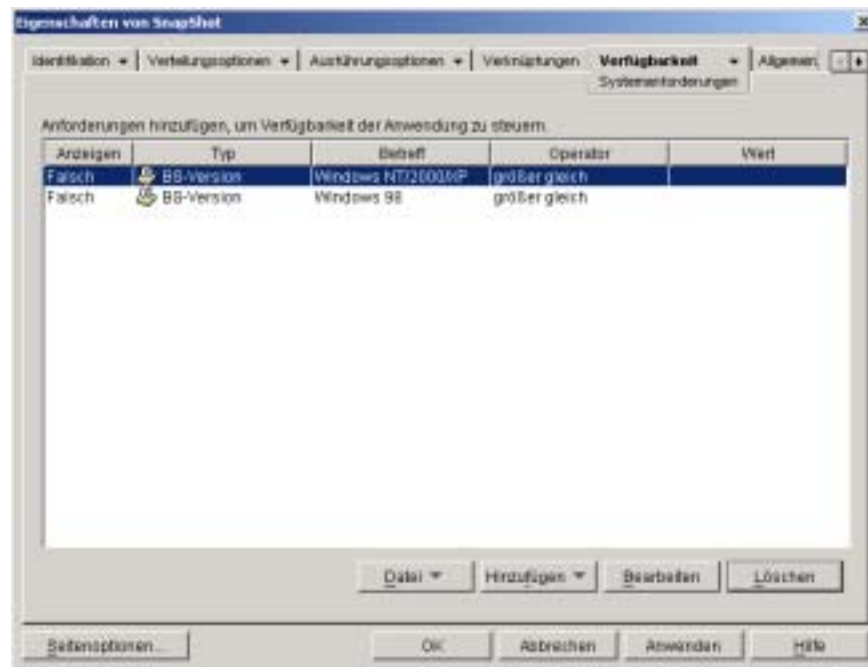 Eigenschaften von SnapShot
Identifikation Verteilungsoptionen Ausführungsoptionen Verknüpfungen Verfügbarkeit Allgemein
Systemanforderungen
Anforderungen hinzufügen, um Verfügbarkeit der Anwendung zu steuern.
Anzeigen Typ Betreff Operator Wert
Falsch BS-Version Windows NT/2000/XP größer gleich
Falsch BS-Version Windows 98 größer gleich
Datei Hinzufügen Bearbeiten Löschen
Seitenoptionen... OK Abbrechen Anwenden Hilfe